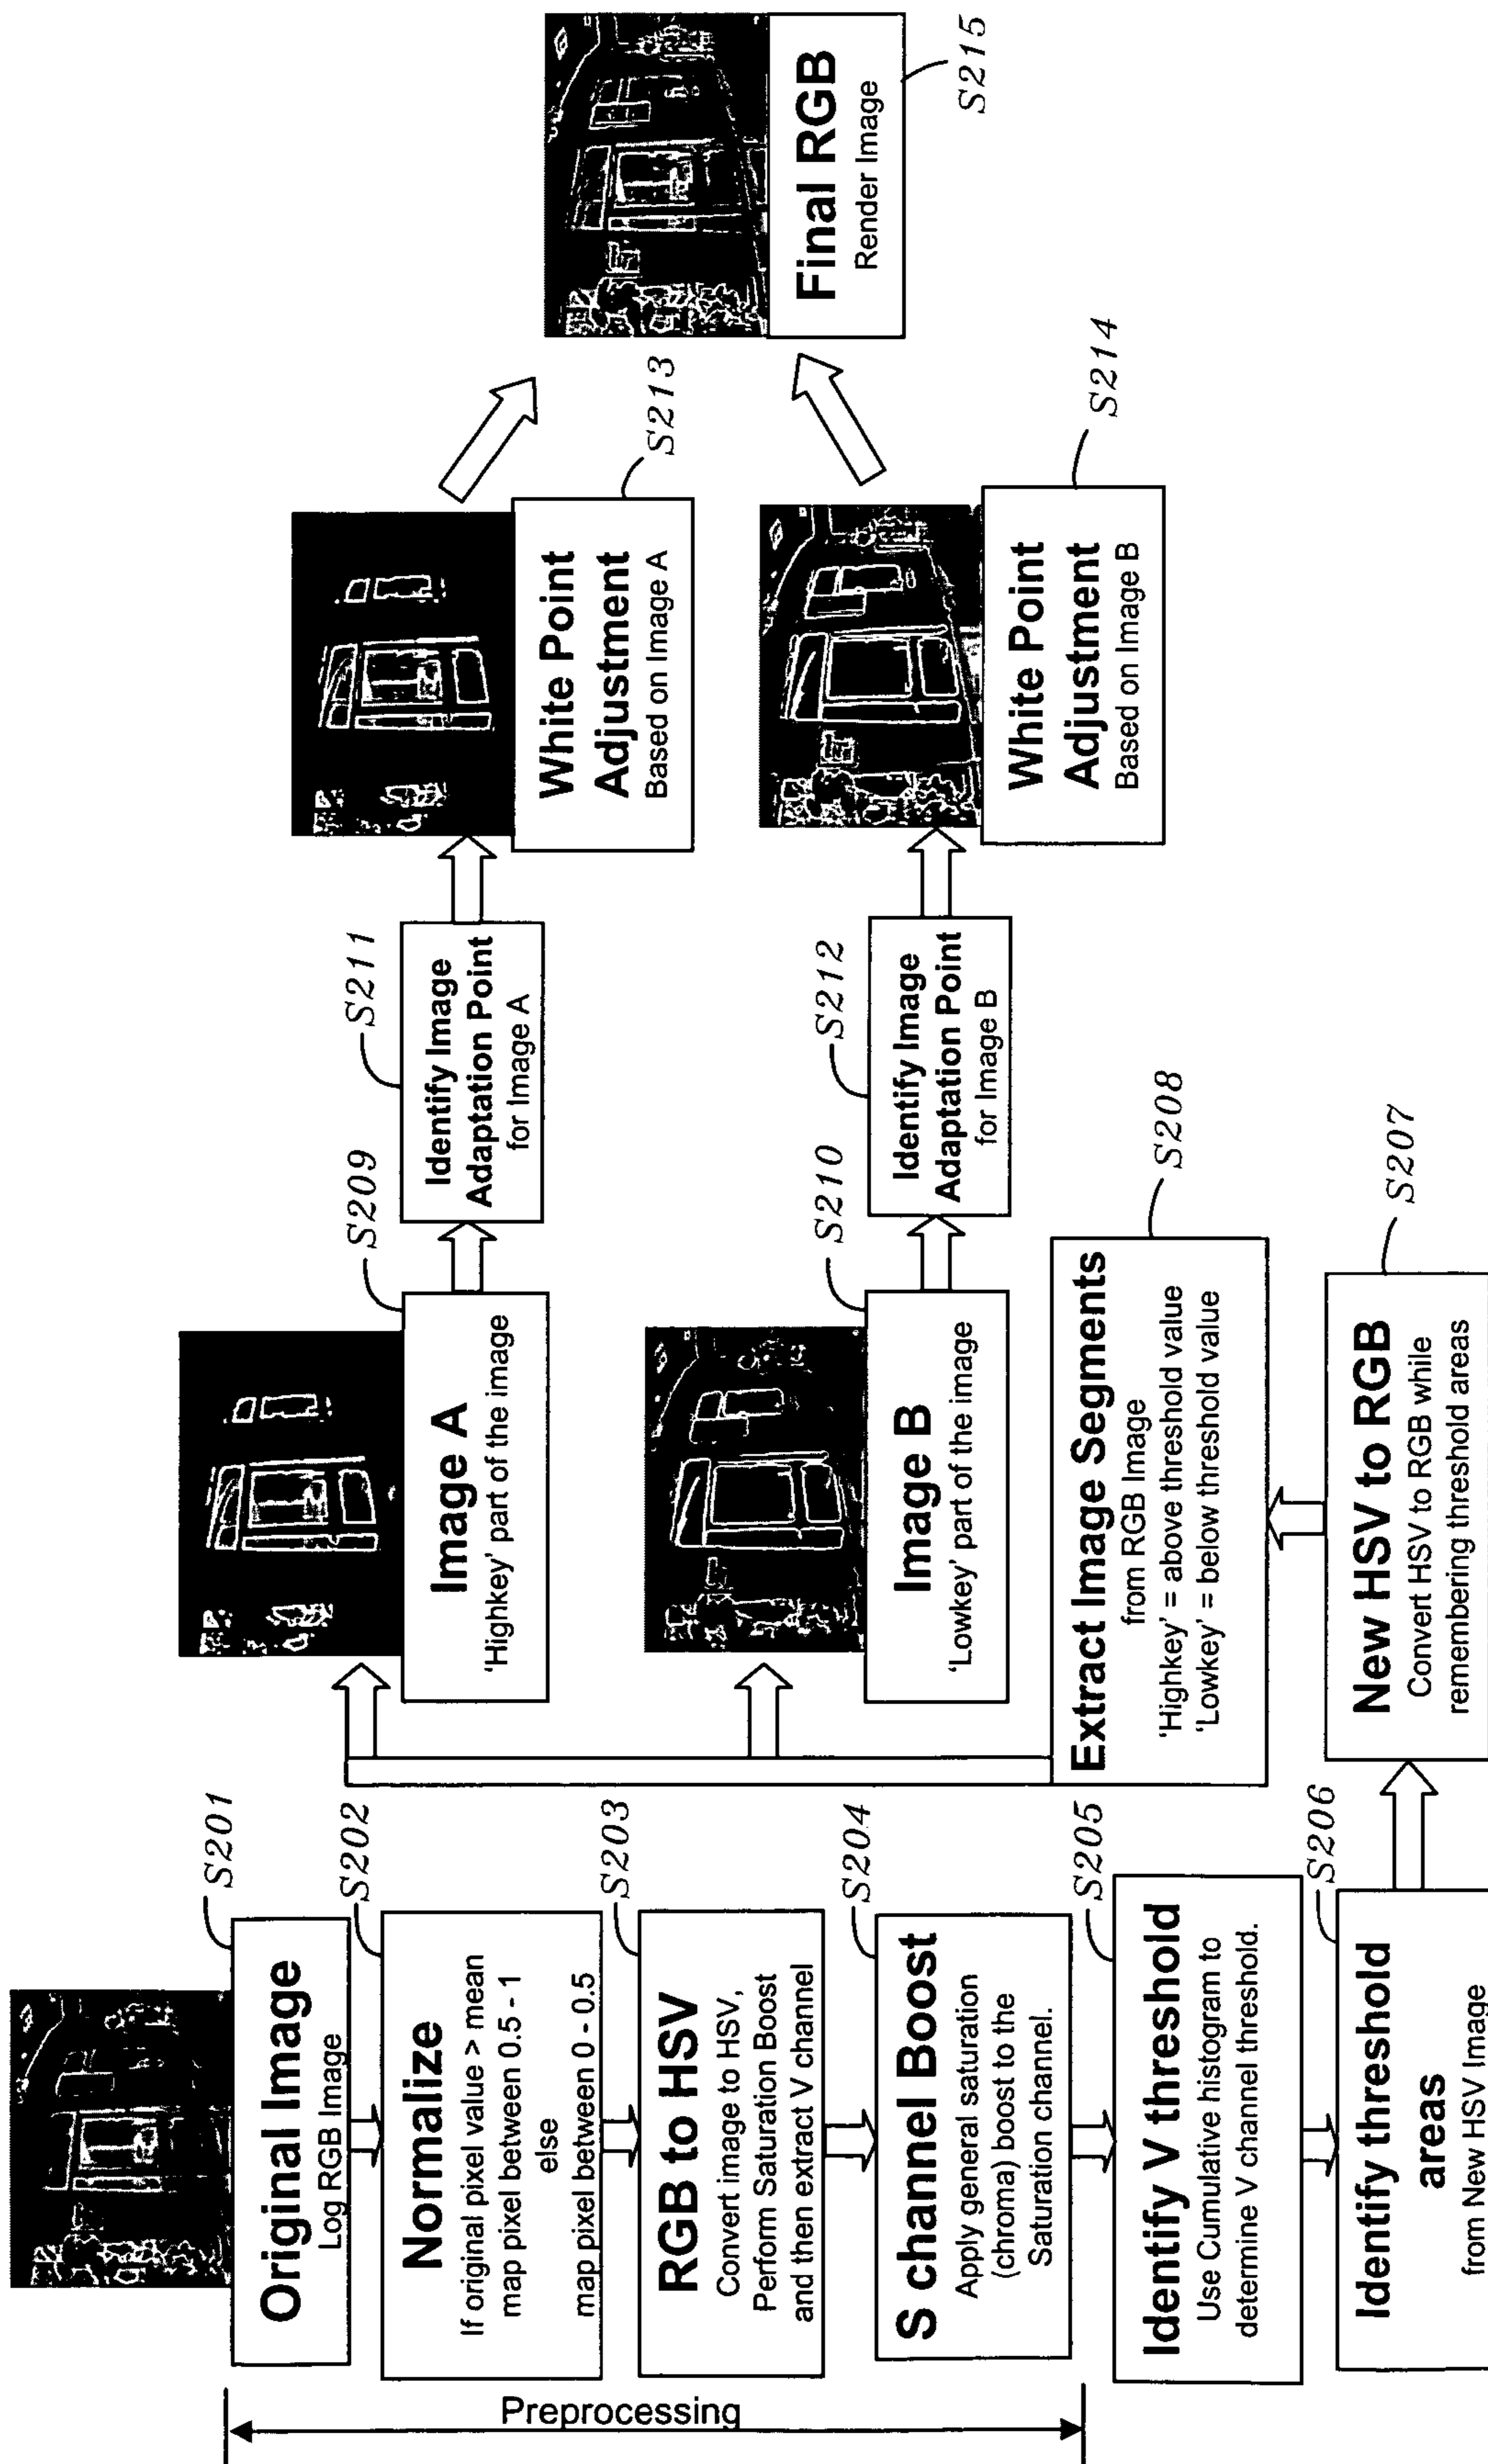 Preprocessing
S201
Original Image
Log RGB Image
S202
Normalize
If original pixel value > mean
map pixel between 0.5 - 1
else
map pixel between 0 - 0.5
S203
RGB to HSV
Convert image to HSV,
Perform Saturation Boost
and then extract V channel
S204
S channel Boost
Apply general saturation
(chroma) boost to the
Saturation channel.
S205
Identify V threshold
Use Cumulative histogram to
determine V channel threshold.
S206
Identify threshold
areas
from New HSV Image
S207
New HSV to RGB
Convert HSV to RGB while
remembering threshold areas
S208
Extract Image Segments
from RGB Image
‘Highkey’ = above threshold value
‘Lowkey’ = below threshold value
S209
Image A
‘Highkey’ part of the image
S210
Image B
‘Lowkey’ part of the image
S211
Identify Image
Adaptation Point
for Image A
S212
Identify Image
Adaptation Point
for Image B
S213
White Point
Adjustment
Based on Image A
S214
White Point
Adjustment
Based on Image B
Final RGB
Render Image
S215